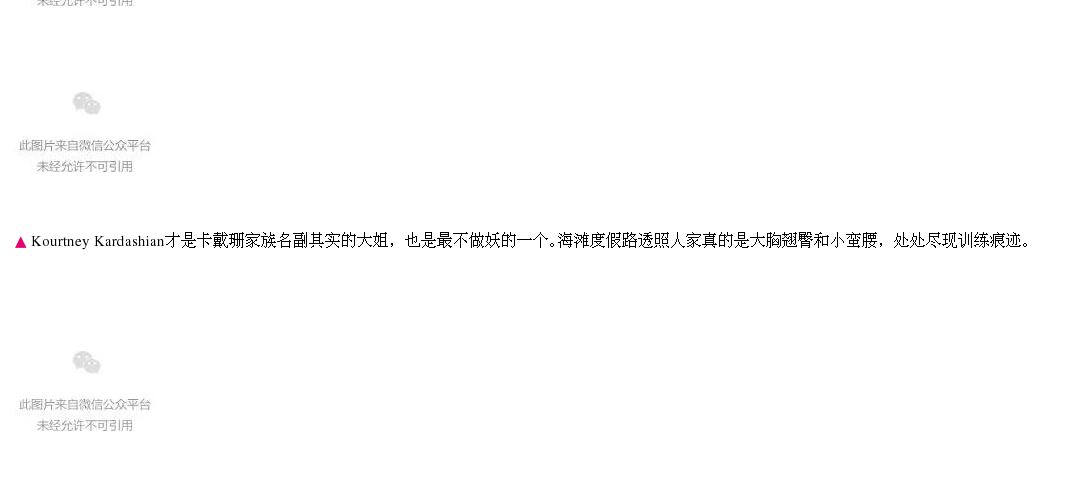 未经允许不可引用
此图片来自微信公众平台
未经允许不可引用
▲ Kourtney Kardashian才是卡戴珊家族名副其实的大姐，也是最不做妖的一个。海滩度假路透照人家真的是大胸翘臀和小蛮腰，处处尽现训练痕迹。
此图片来自微信公众平台
未经允许不可引用